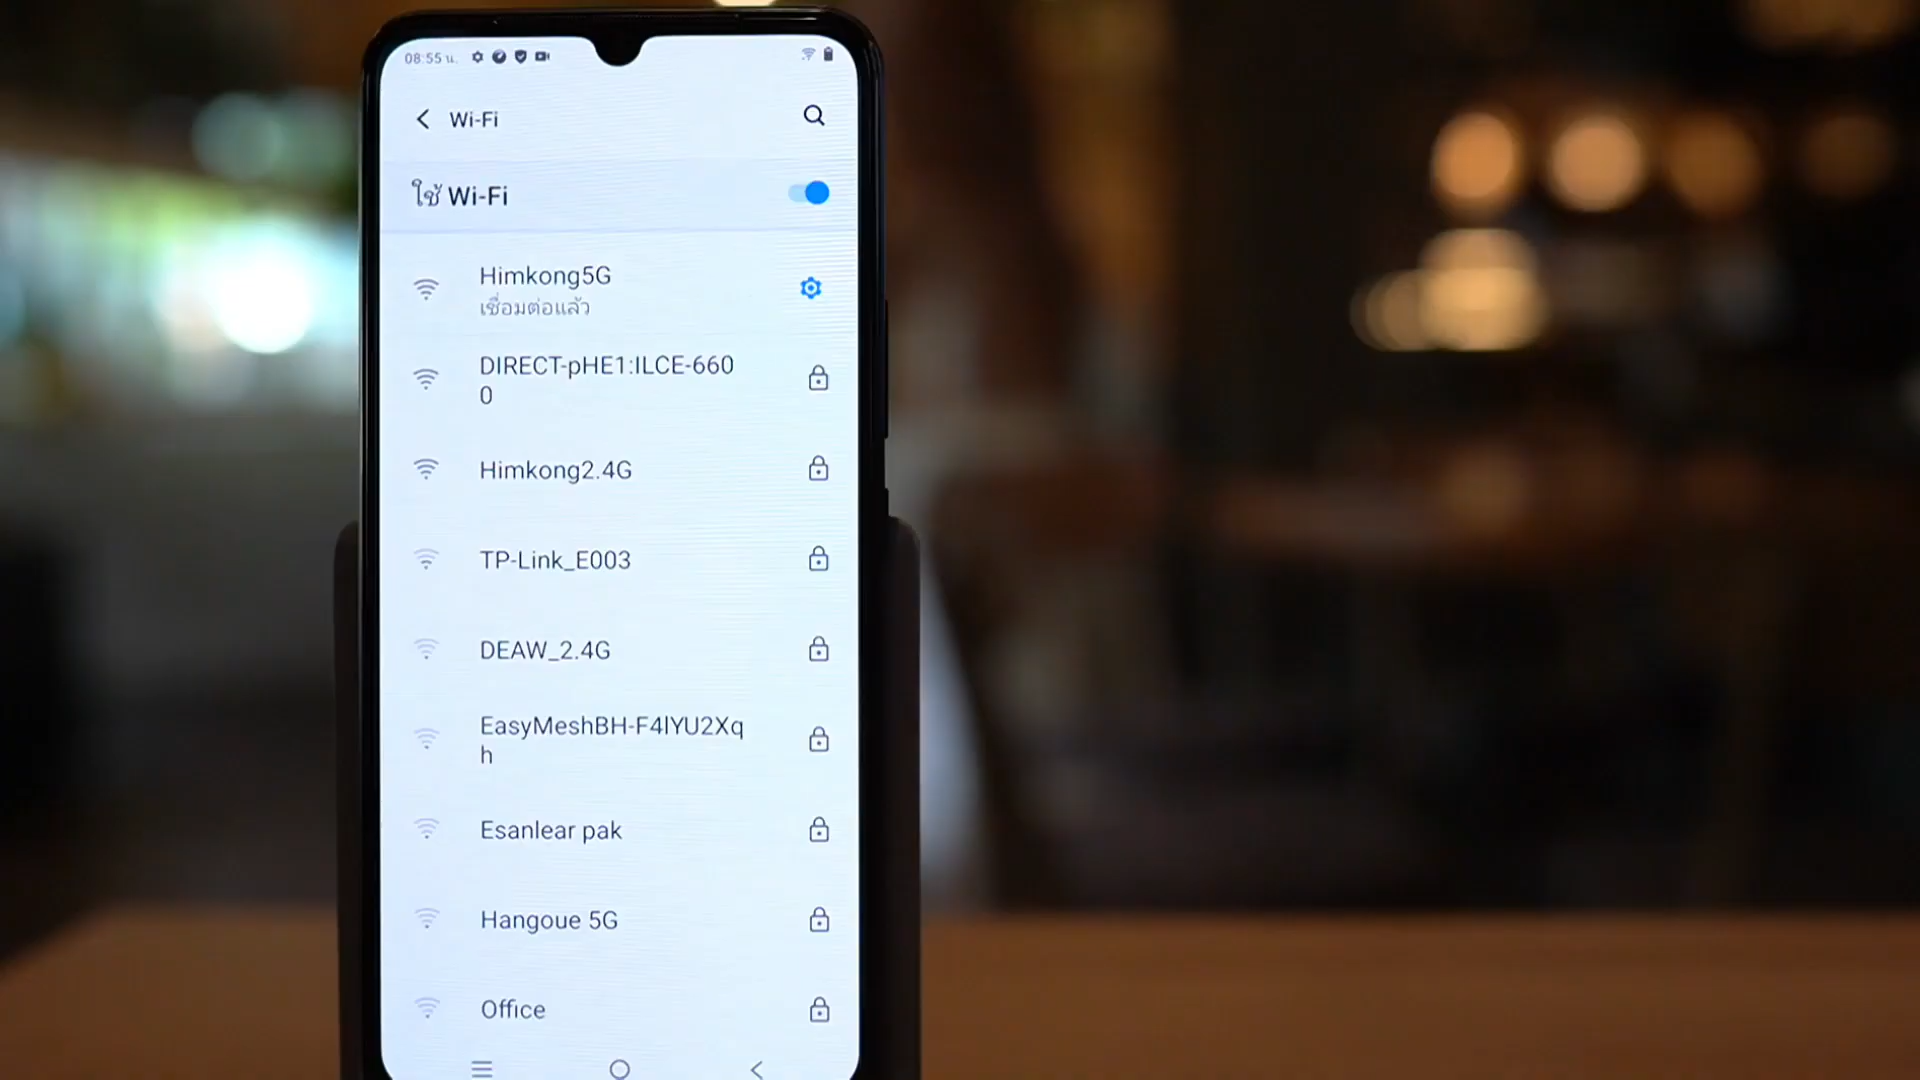 08:55 น.
Wi-Fi
ใช้ Wi-Fi
Himkong5G
เชื่อมต่อแล้ว
DIRECT-pHE1:ILCE-660
0
Himkong2.4G
TP-Link_E003
DEAW_2.4G
EasyMeshBH-F4lYU2Xq
h
Esanlear pak
Hangoue 5G
Office